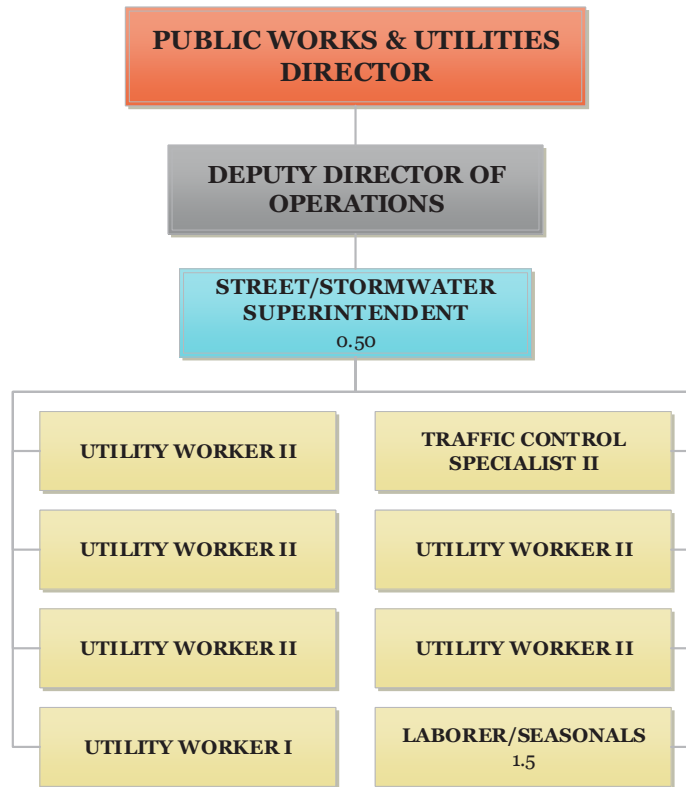 PUBLIC WORKS & UTILITIES
DIRECTOR
DEPUTY DIRECTOR OF
OPERATIONS
STREET/STORMWATER
SUPERINTENDENT
0.50
UTILITY WORKER II
TRAFFIC CONTROL
SPECIALIST II
UTILITY WORKER II
UTILITY WORKER II
UTILITY WORKER II
UTILITY WORKER II
UTILITY WORKER I
LABORER/SEASONALS
1.5